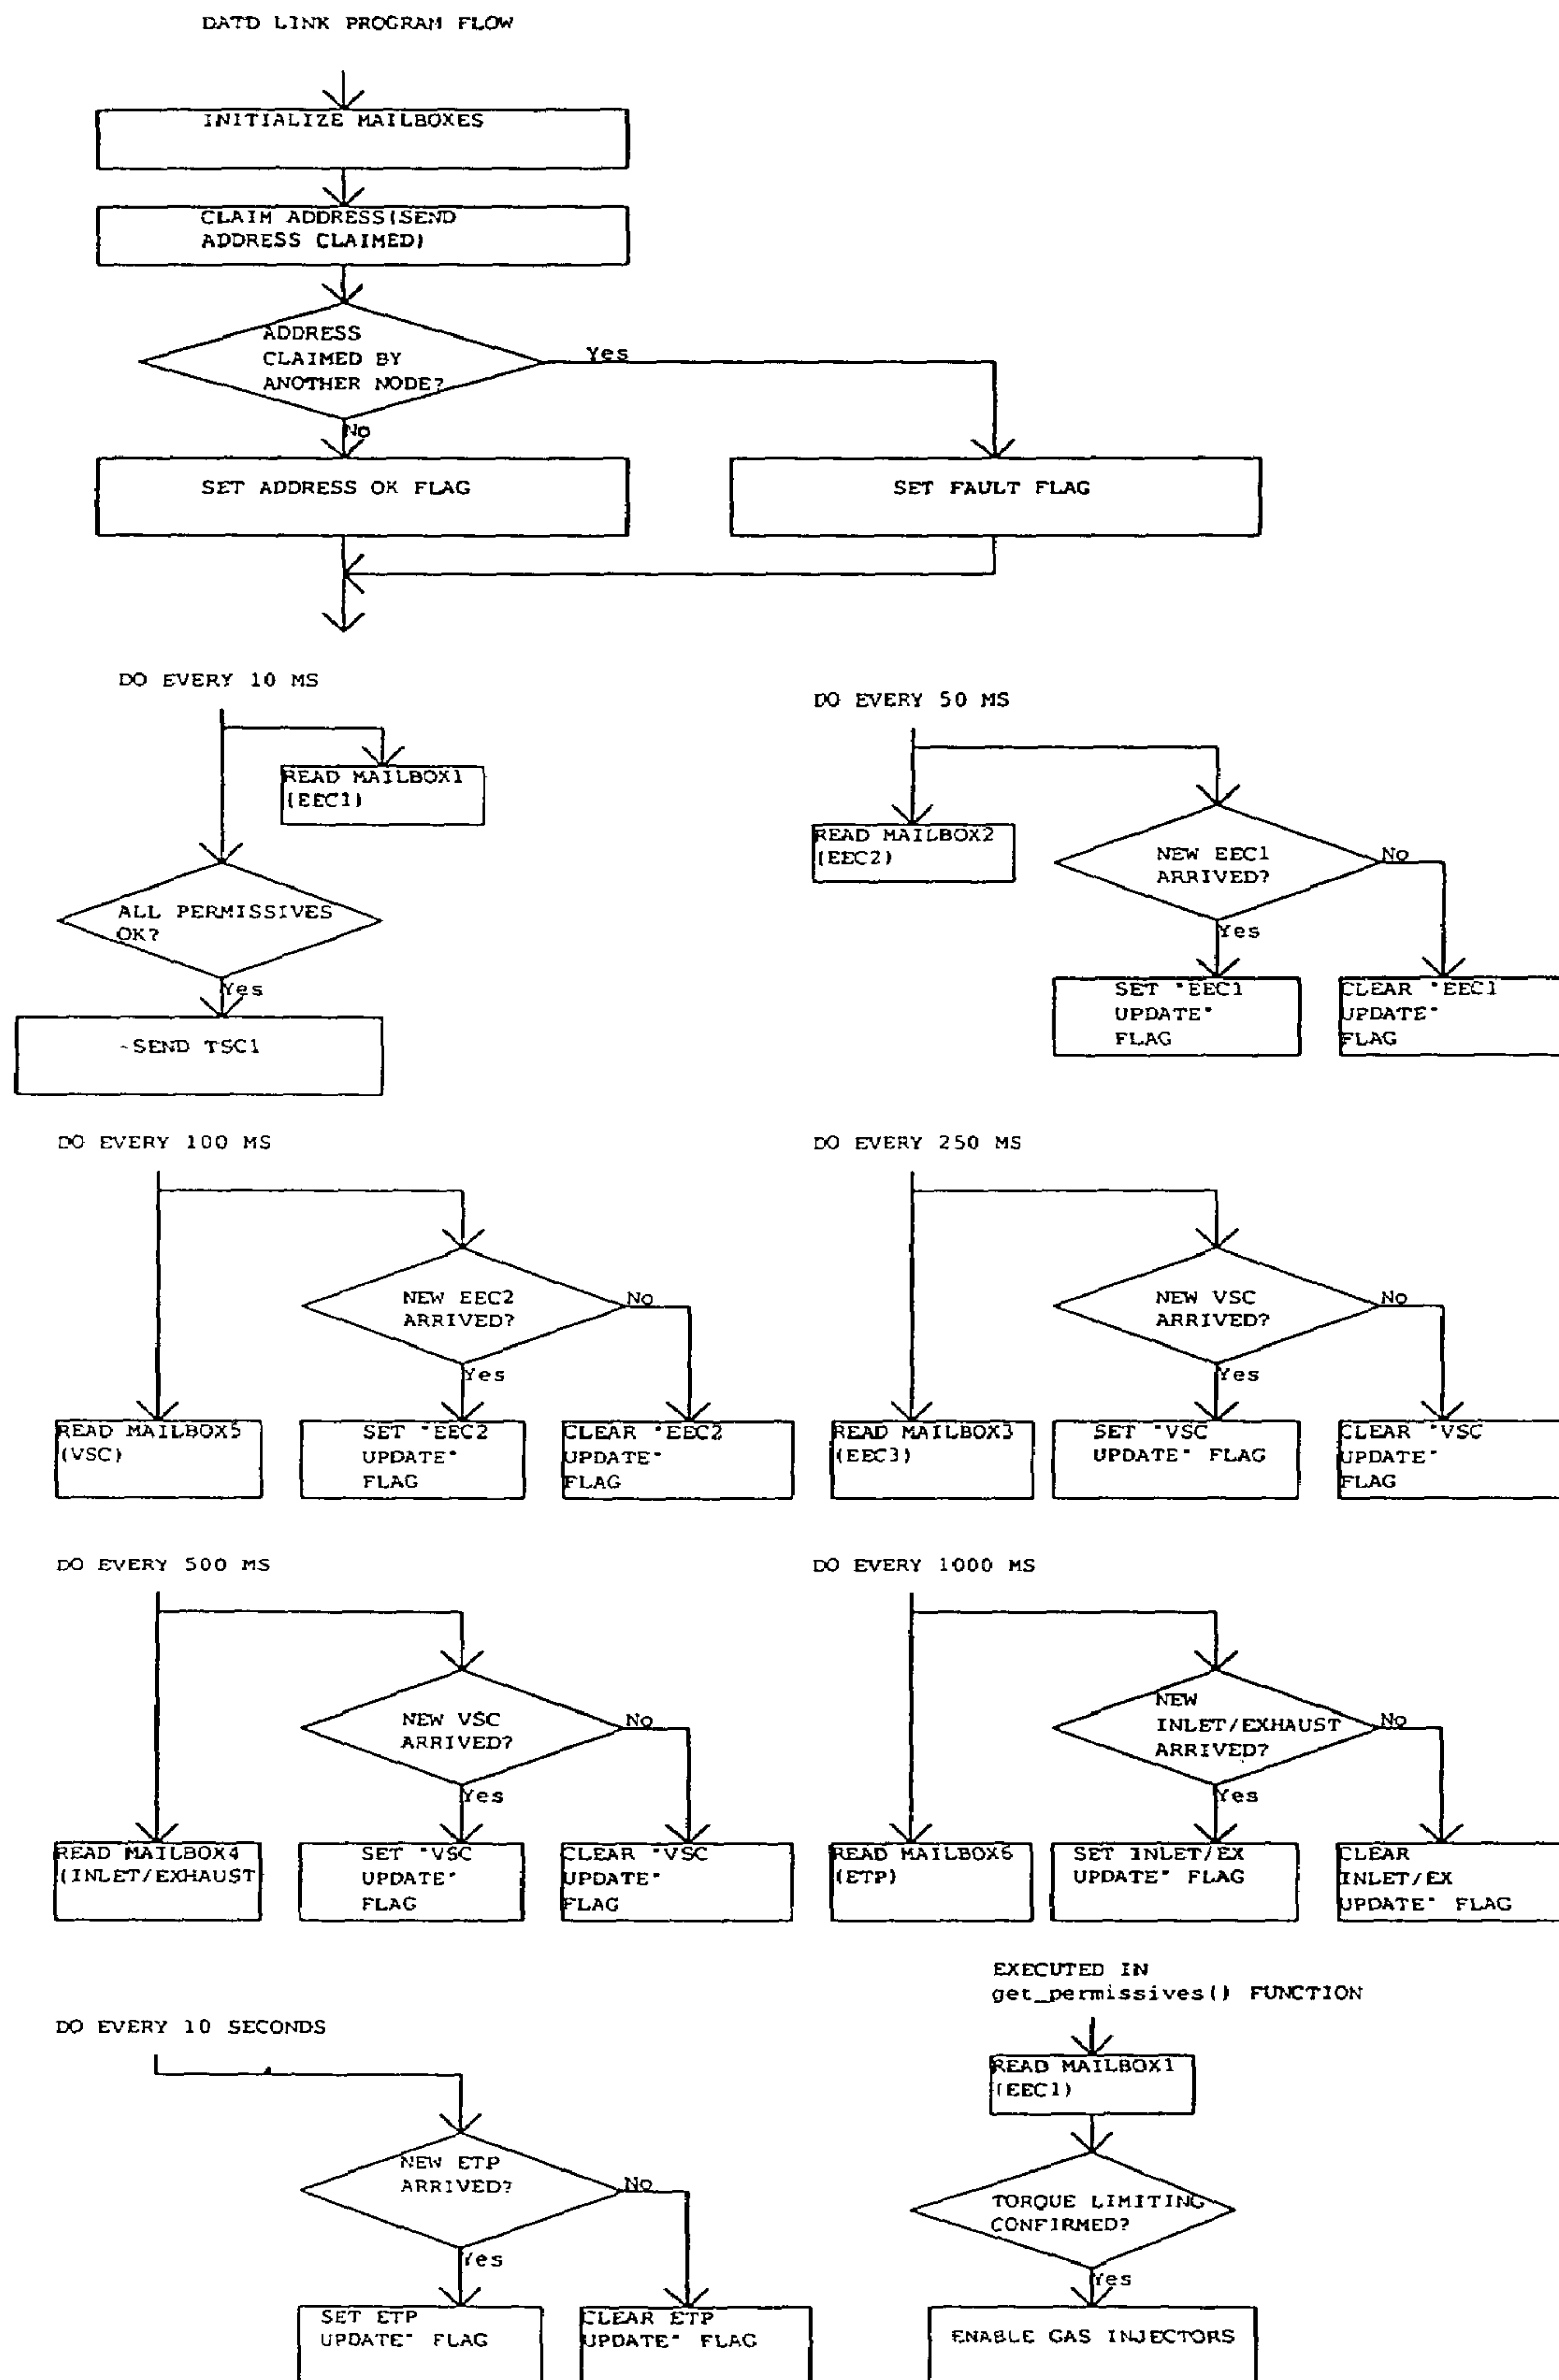 DATD LINK PROGRAM FLOW
INITIALIZE MAILBOXES
CLAIM ADDRESS(SEND
ADDRESS CLAIMED)
ADDRESS
CLAIMED BY
ANOTHER NODE?
Yes
No
SET ADDRESS OK FLAG
SET FAULT FLAG
DO EVERY 10 MS
READ MAILBOX1
(EEC1)
ALL PERMISSIVES
OK?
Yes
~SEND TSC1
DO EVERY 50 MS
READ MAILBOX2
(EEC2)
NEW EEC1
ARRIVED?
No
Yes
SET "EEC1
UPDATE"
FLAG
CLEAR "EEC1
UPDATE"
FLAG
DO EVERY 100 MS
NEW EEC2
ARRIVED?
No
Yes
READ MAILBOX5
(VSC)
SET "EEC2
UPDATE"
FLAG
CLEAR "EEC2
UPDATE"
FLAG
DO EVERY 250 MS
NEW VSC
ARRIVED?
No
Yes
READ MAILBOX3
(EEC3)
SET "VSC
UPDATE" FLAG
CLEAR "VSC
UPDATE"
FLAG
DO EVERY 500 MS
NEW VSC
ARRIVED?
No
Yes
READ MAILBOX4
(INLET/EXHAUST
SET "VSC
UPDATE"
FLAG
CLEAR "VSC
UPDATE"
FLAG
DO EVERY 1000 MS
NEW
INLET/EXHAUST
ARRIVED?
No
Yes
READ MAILBOX6
(ETP)
SET INLET/EX
UPDATE" FLAG
CLEAR
INLET/EX
UPDATE" FLAG
DO EVERY 10 SECONDS
NEW ETP
ARRIVED?
No
Yes
SET ETP
UPDATE" FLAG
CLEAR ETP
UPDATE" FLAG
EXECUTED IN
get_permissives() FUNCTION
READ MAILBOX1
(EEC1)
TORQUE LIMITING
CONFIRMED?
Yes
ENABLE GAS INJECTORS